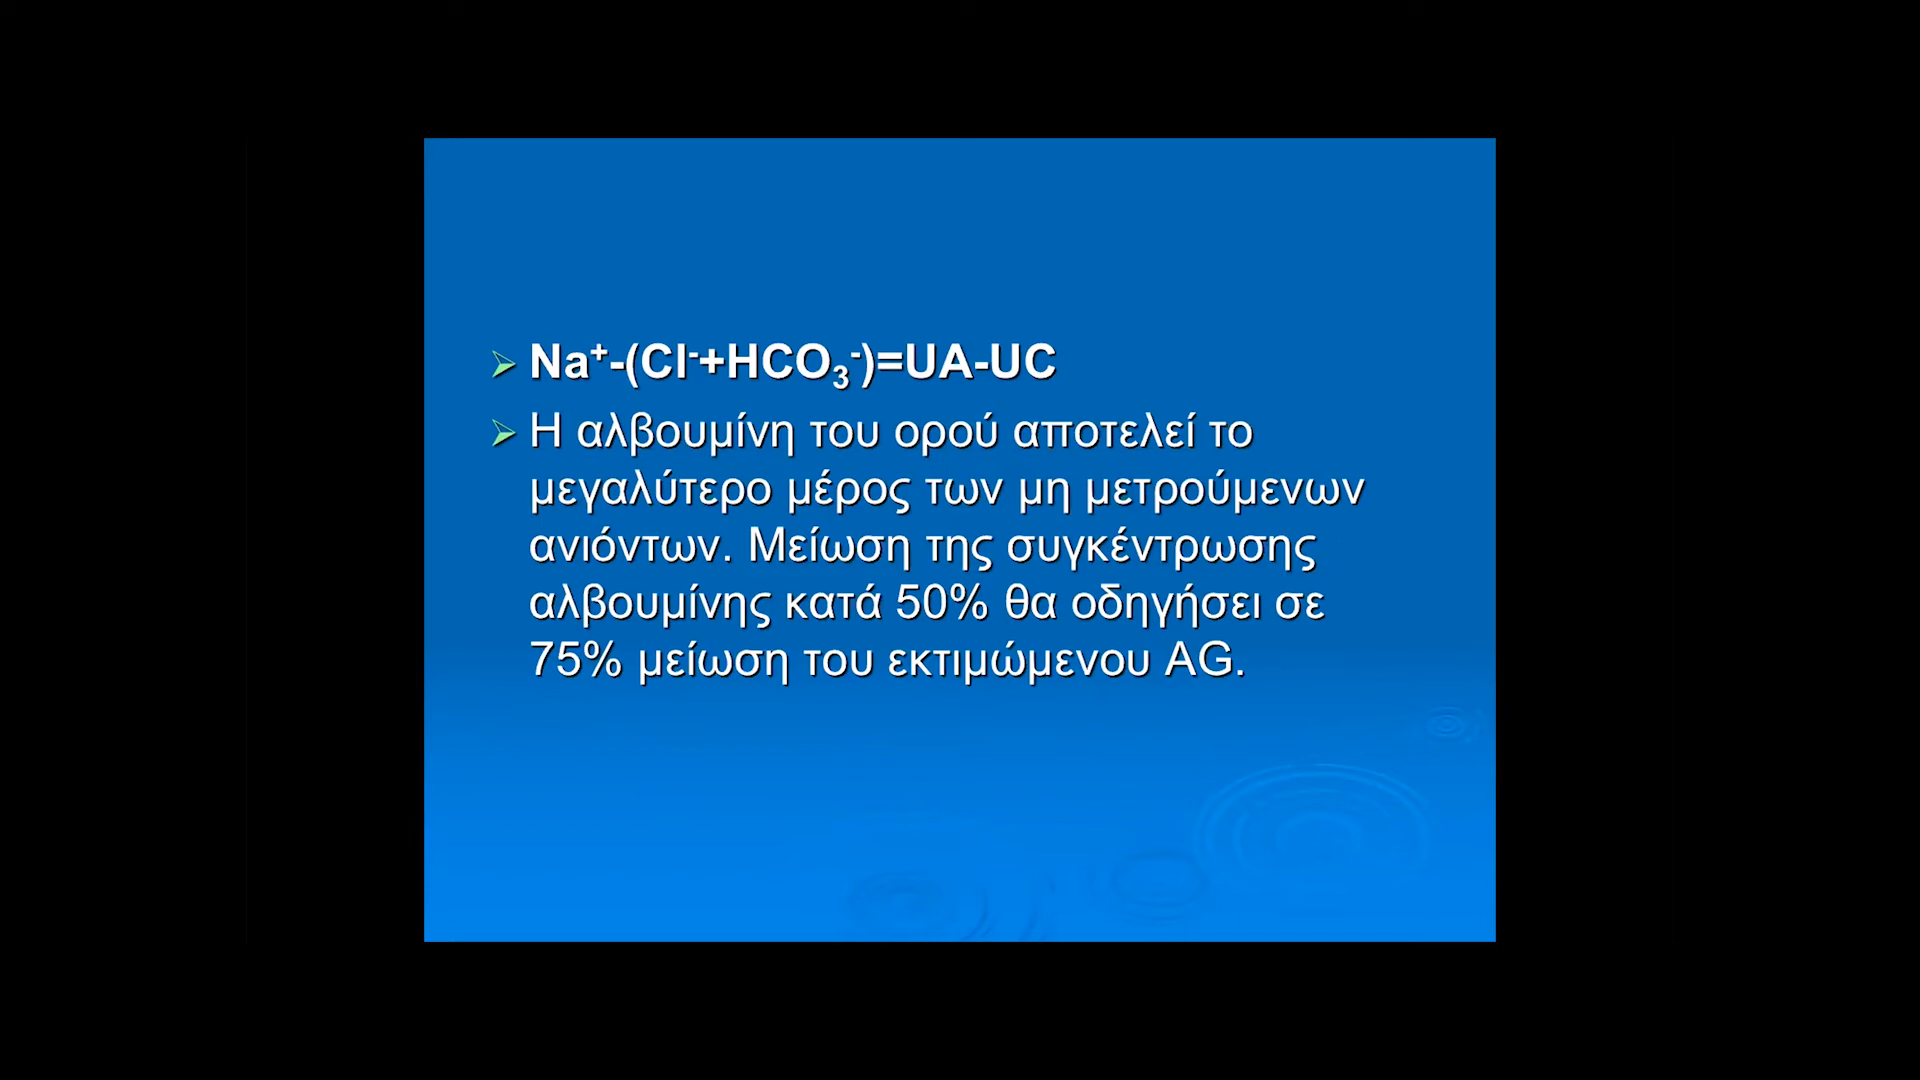 Na⁺-(Cl⁻+HCO₃⁻)=UA-UC
Η αλβουμίνη του ορού αποτελεί το
μεγαλύτερο μέρος των μη μετρούμενων
ανιόντων. Μείωση της συγκέντρωσης
αλβουμίνης κατά 50% θα οδηγήσει σε
75% μείωση του εκτιμώμενου AG.